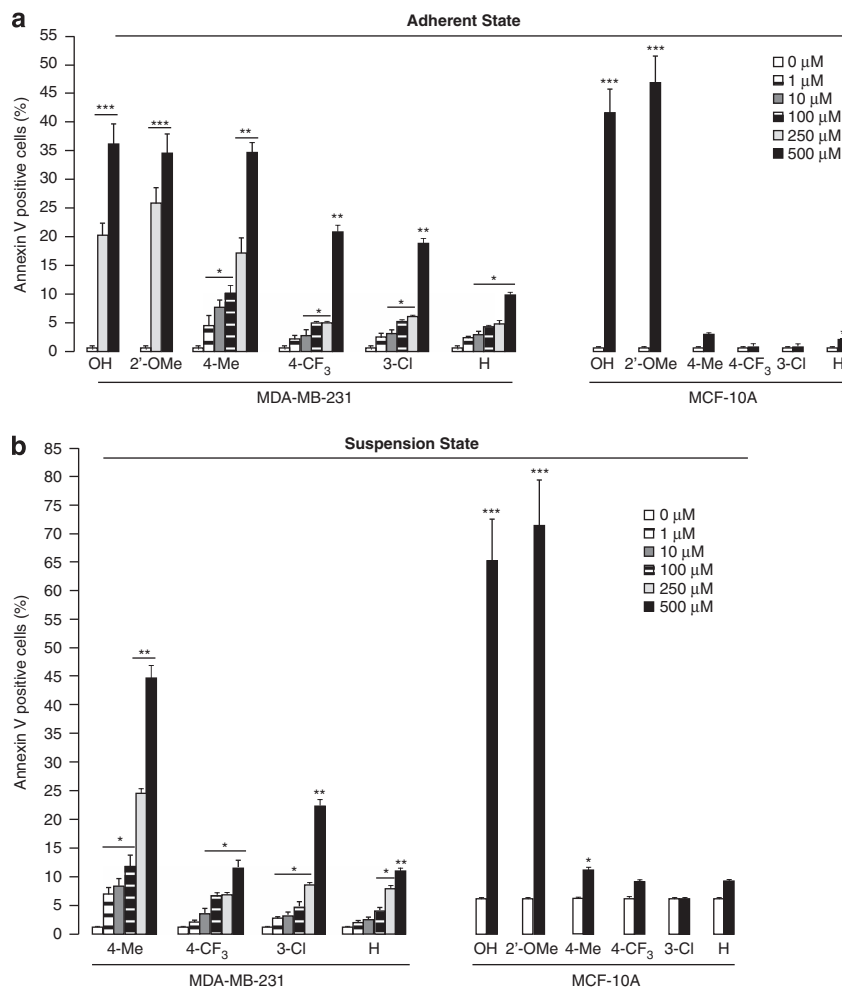 a
Adherent State
55
50
45
40
35
30
25
20
15
10
5
0
Annexin V positive cells (%)
***
***
**
*
**
*
**
*
*
***
***
0 µM
1 µM
10 µM
100 µM
250 µM
500 µM
OH 2'-OMe 4-Me 4-CF3 3-Cl H
OH 2'-OMe 4-Me 4-CF3 3-Cl H
MDA-MB-231 MCF-10A
b
Suspension State
85
80
75
70
65
60
55
50
45
40
35
30
25
20
15
10
5
0
Annexin V positive cells (%)
**
*
*
**
*
*
**
***
***
*
0 µM
1 µM
10 µM
100 µM
250 µM
500 µM
4-Me 4-CF3 3-Cl H
OH 2'-OMe 4-Me 4-CF3 3-Cl H
MDA-MB-231 MCF-10A